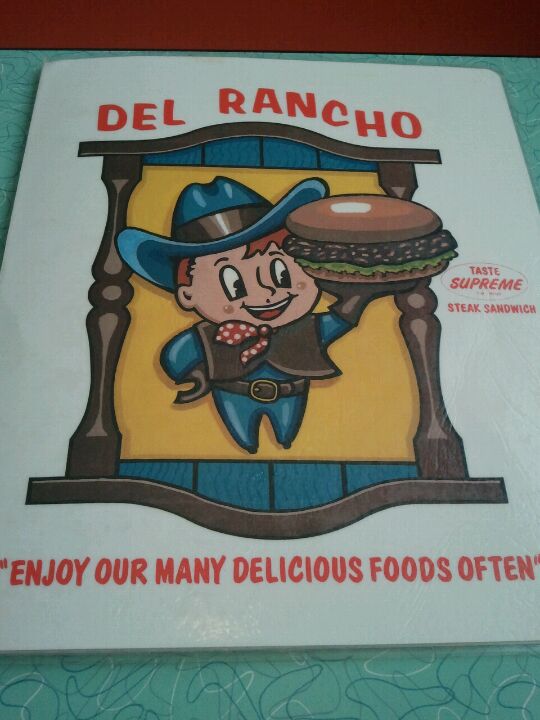 DEL RANCHO
TASTE
SUPREME
STEAK SANDWICH
"ENJOY OUR MANY DELICIOUS FOODS OFTEN"